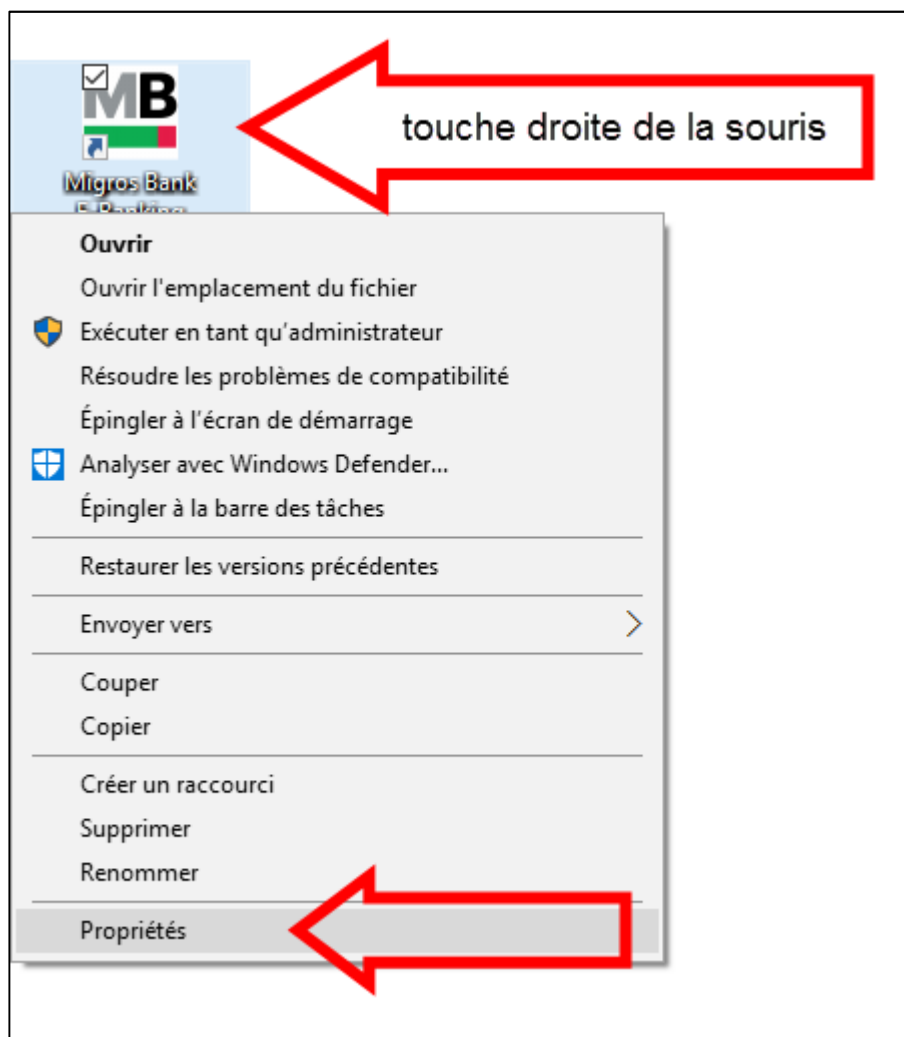 MB
touche droite de la souris
Migros Bank
E-Banking
Ouvrir
Ouvrir l'emplacement du fichier
Exécuter en tant qu'administrateur
Résoudre les problèmes de compatibilité
Épingler à l'écran de démarrage
Analyser avec Windows Defender...
Épingler à la barre des tâches
Restaurer les versions précédentes
Envoyer vers
Couper
Copier
Créer un raccourci
Supprimer
Renommer
Propriétés